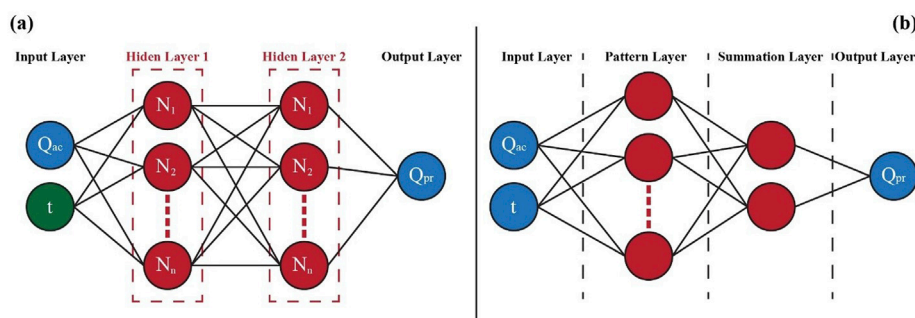 (a)
Input Layer
Hiden Layer 1
Hiden Layer 2
Output Layer
Qac
t
N1
N2
Nn
N1
N2
Nn
Qpr
(b)
Input Layer
Pattern Layer
Summation Layer
Output Layer
Qac
t
Qpr